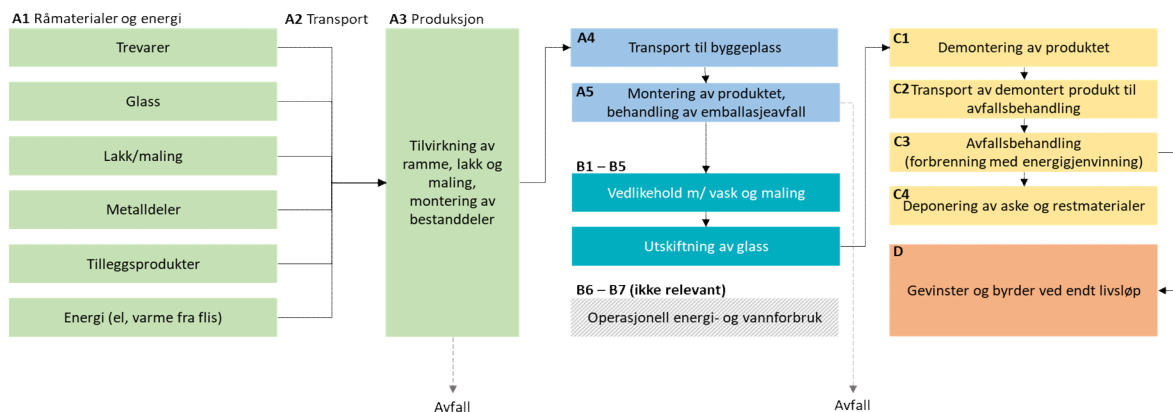 A1 Råmaterialer og energi
Trevarer
Glass
Lakk/maling
Metalldeler
Tilleggsprodukter
Energi (el, varme fra flis)
A2 Transport
A3 Produksjon
Tilvirkning av
ramme, lakk og
maling,
montering av
bestanddeler
Avfall
A4
Transport til byggeplass
A5
Montering av produktet,
behandling av emballasjeavfall
B1 – B5
Vedlikehold m/ vask og maling
Utskiftning av glass
B6 – B7 (ikke relevant)
Operasjonell energi- og vannforbruk
Avfall
C1
Demontering av produktet
C2
Transport av demontert produkt til
avfallsbehandling
C3
Avfallsbehandling
(forbrenning med energigjenvinning)
C4
Deponering av aske og restmaterialer
D
Gevinster og byrder ved endt livsløp